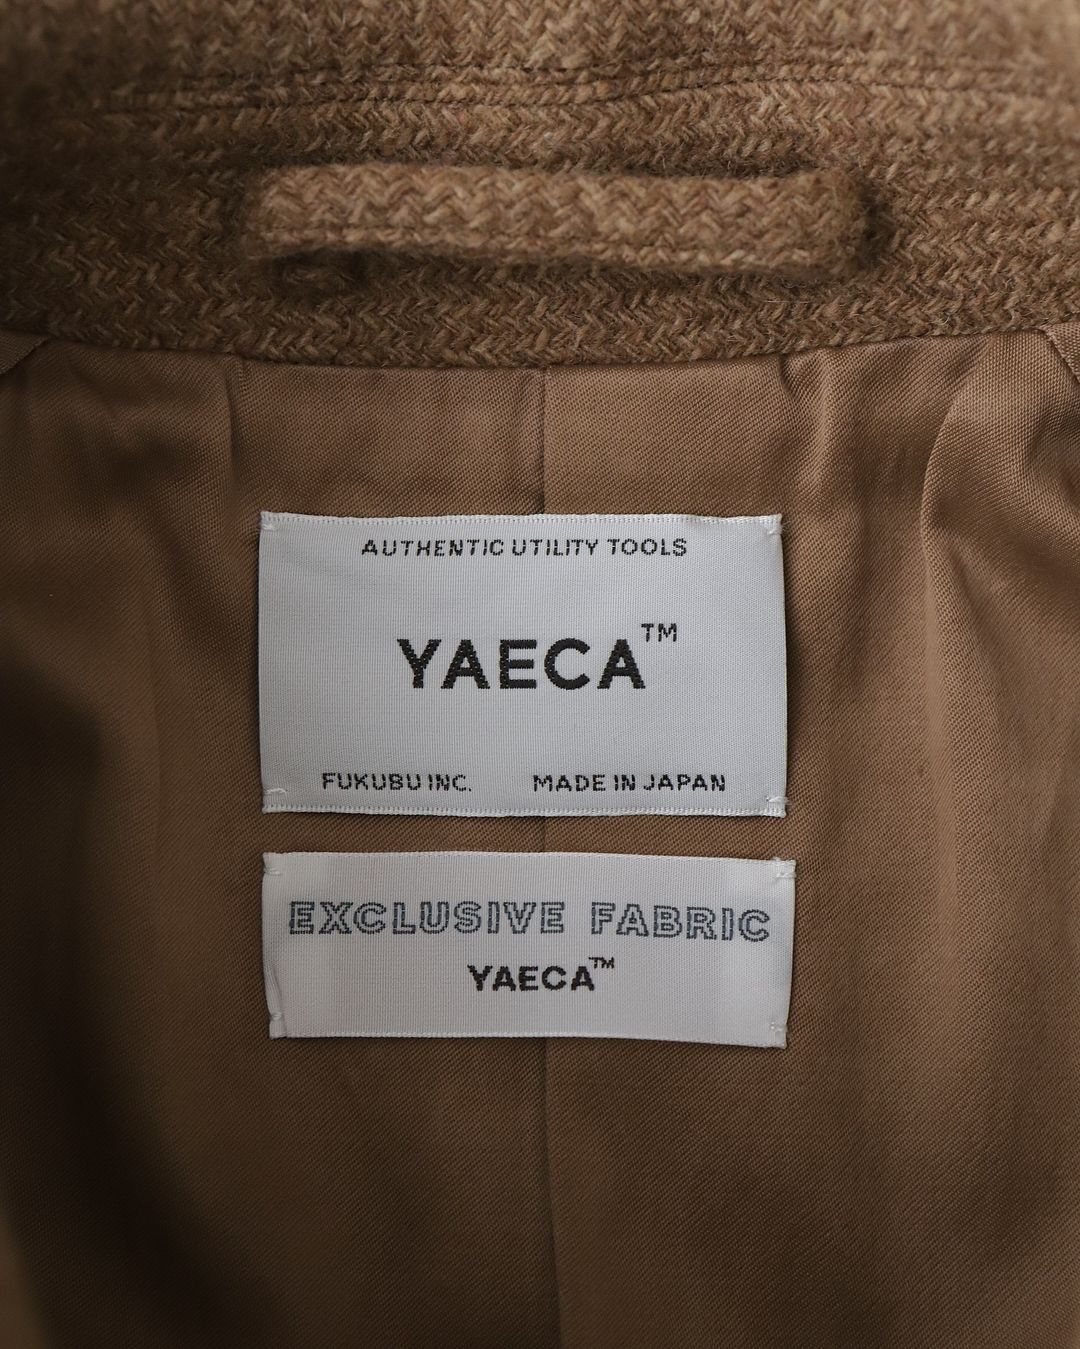 AUTHENTIC UTILITY TOOLS
YAECA™
FUKUBU INC. MADE IN JAPAN
EXCLUSIVE FABRIC
YAECA™